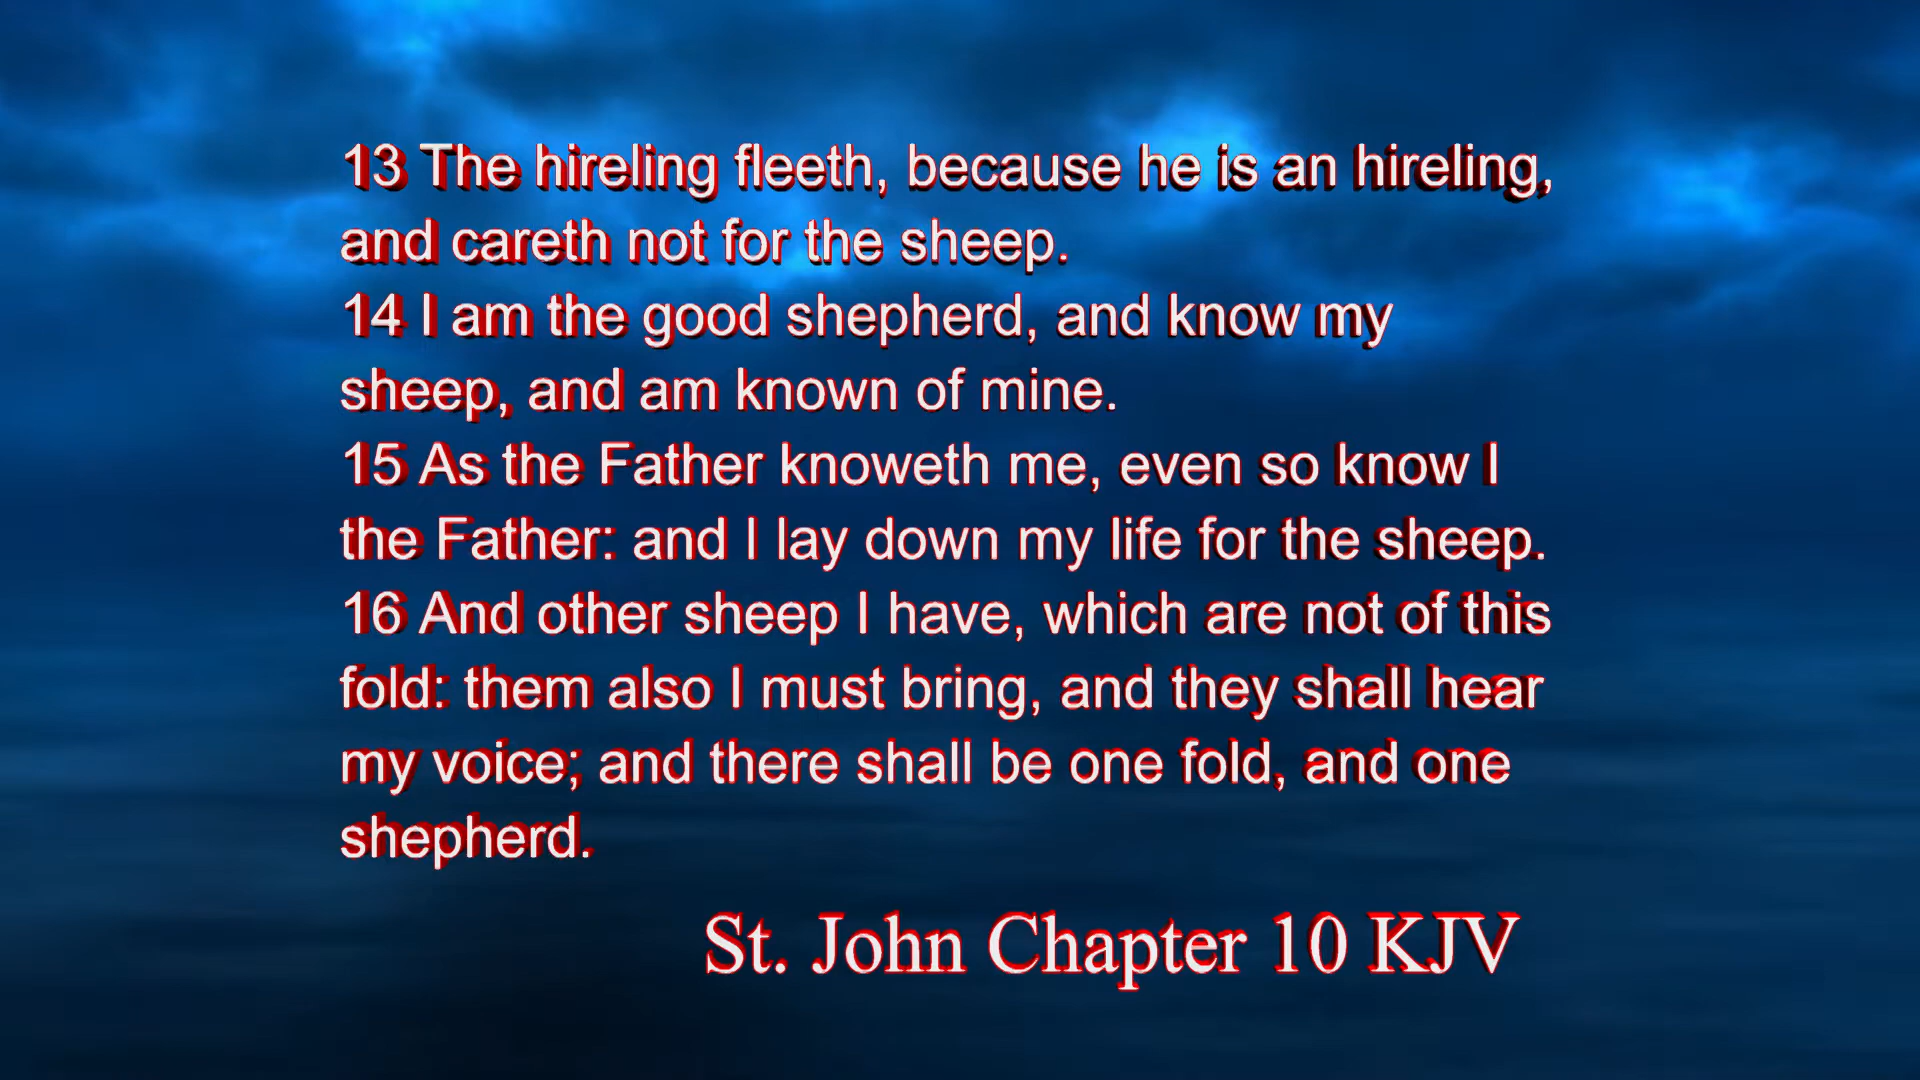 13 The hireling fleeth, because he is an hireling,
and careth not for the sheep.
14 I am the good shepherd, and know my
sheep, and am known of mine.
15 As the Father knoweth me, even so know I
the Father: and I lay down my life for the sheep.
16 And other sheep I have, which are not of this
fold: them also I must bring, and they shall hear
my voice; and there shall be one fold, and one
shepherd.
St. John Chapter 10 KJV